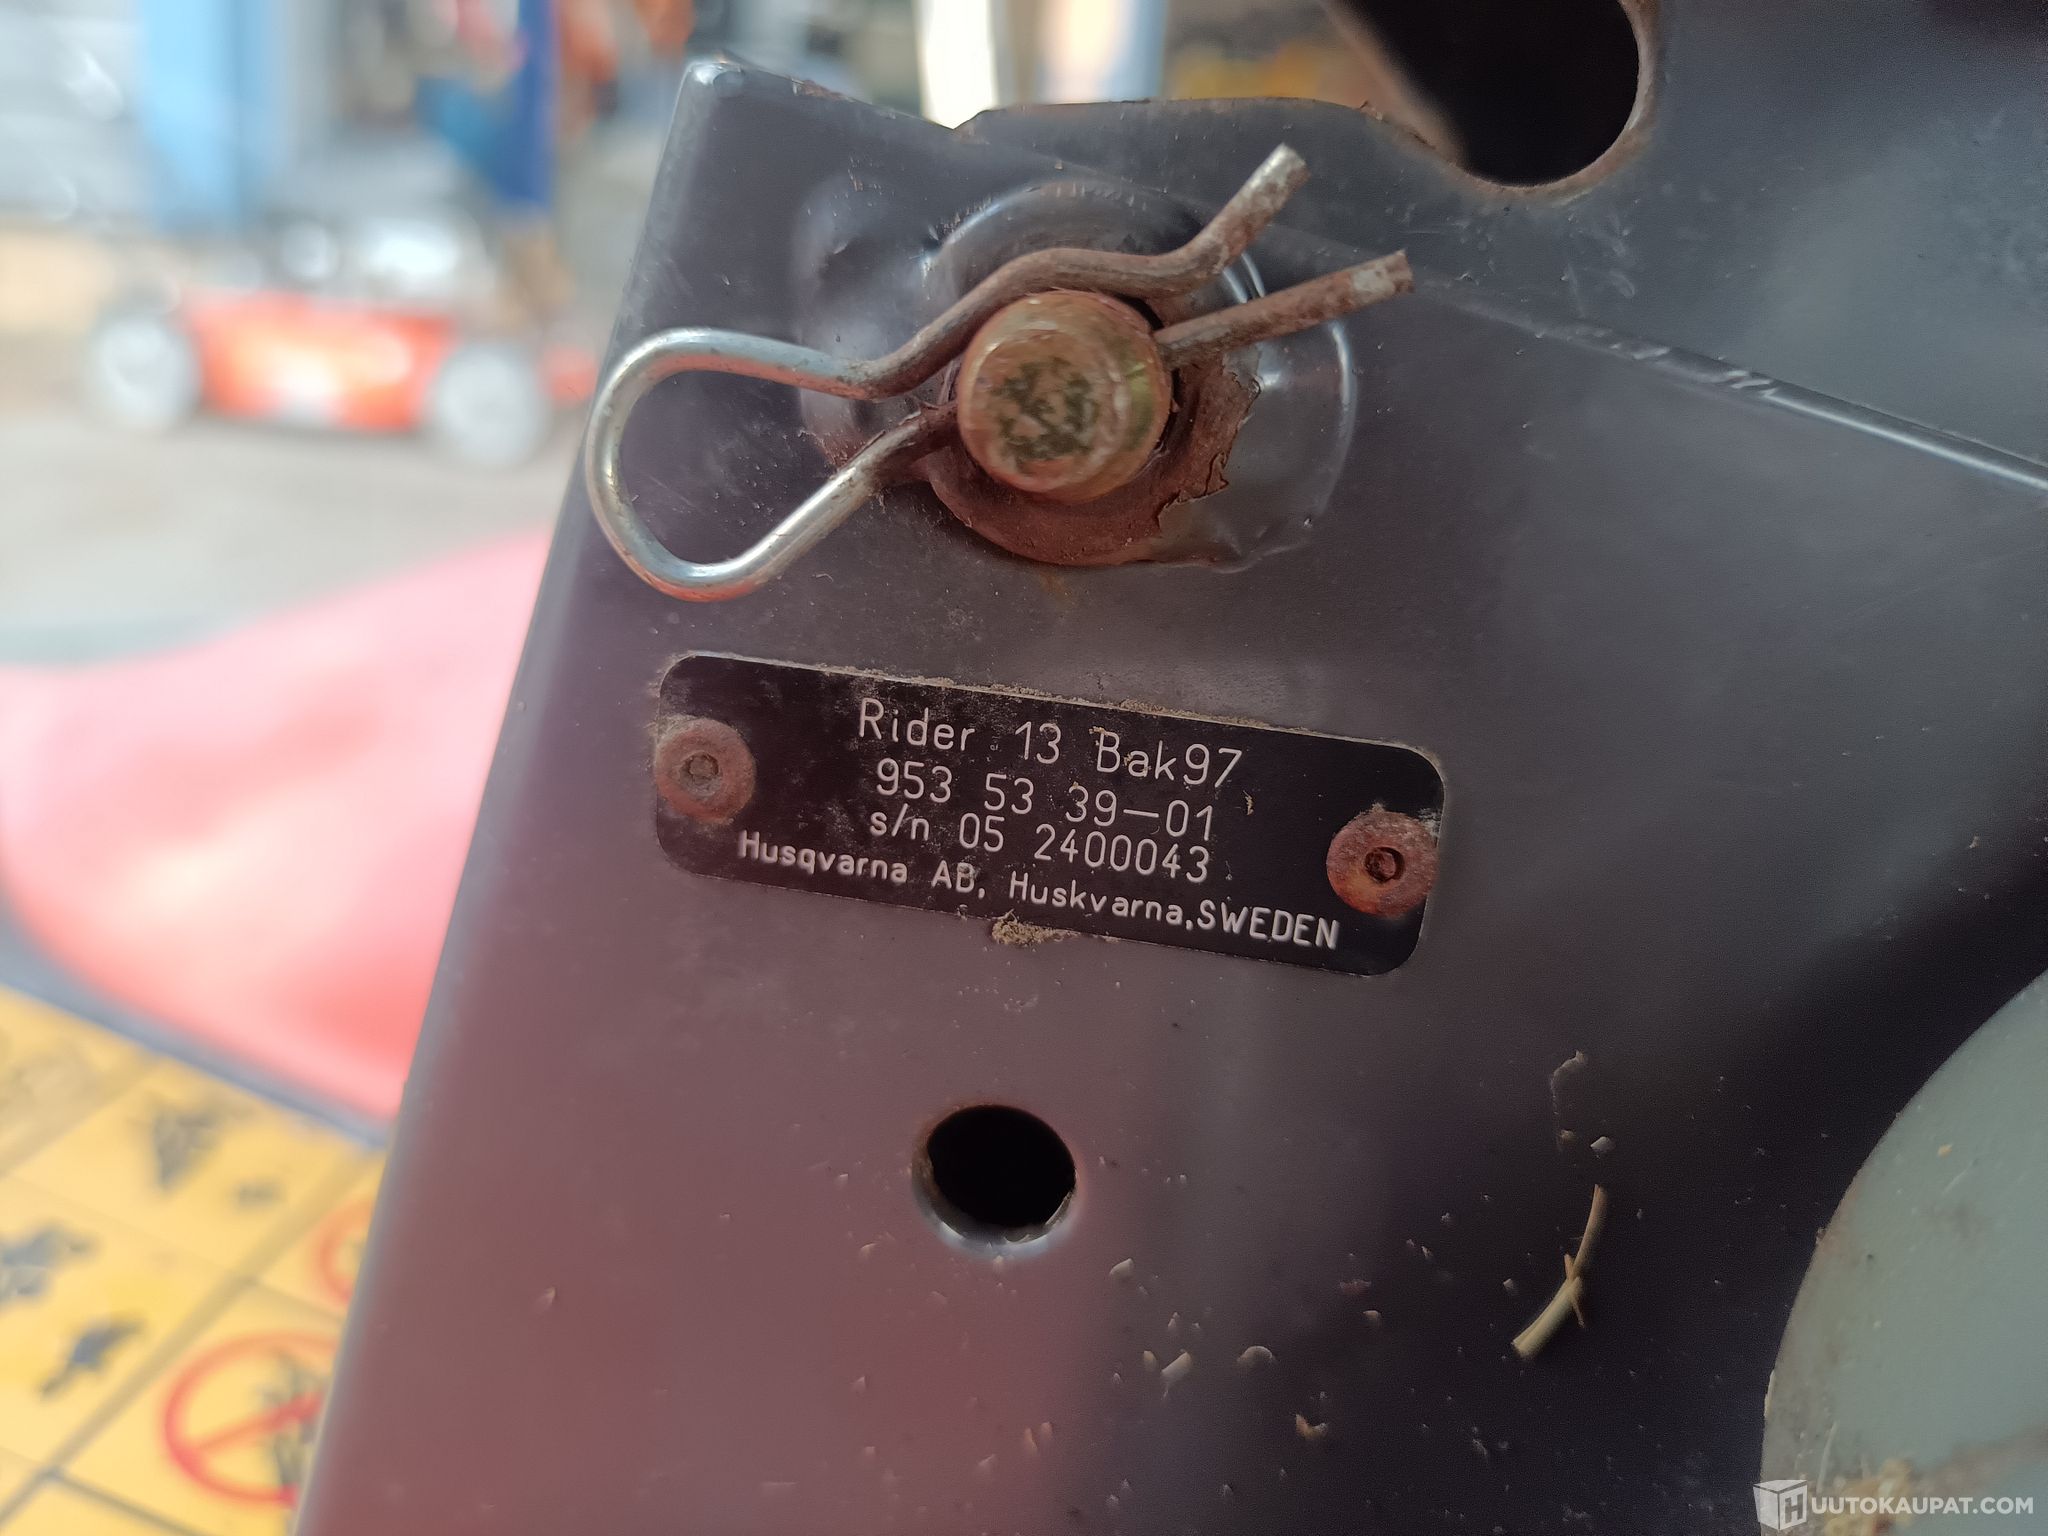 Rider 13 Bak97
953 53 39-01
s/n 05 2400043
Husqvarna AB, Huskvarna,SWEDEN
HUUTOKAUPAT.COM